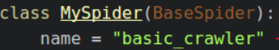 class MySpider(BaseSpider):
    name = "basic_crawler"